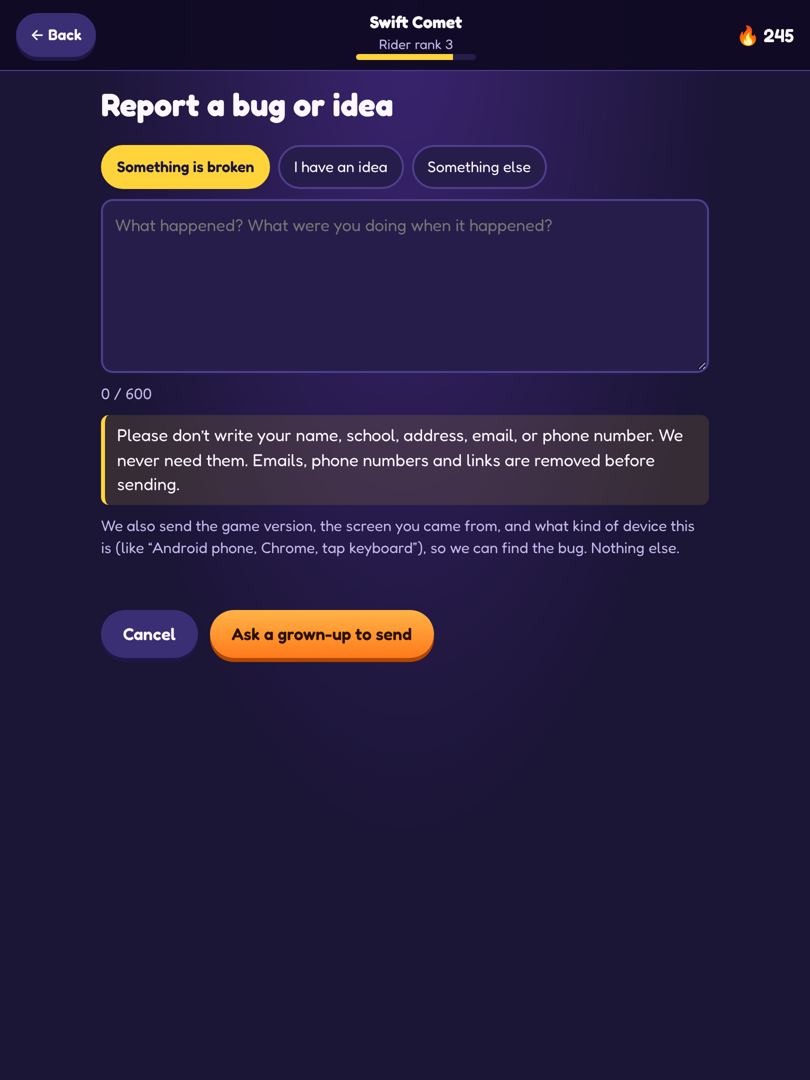 ← Back
Swift Comet
Rider rank 3
🔥 245
Report a bug or idea
Something is broken
I have an idea
Something else
What happened? What were you doing when it happened?
0 / 600
Please don't write your name, school, address, email, or phone number. We
never need them. Emails, phone numbers and links are removed before
sending.
We also send the game version, the screen you came from, and what kind of device this
is (like “Android phone, Chrome, tap keyboard”), so we can find the bug. Nothing else.
Cancel
Ask a grown-up to send